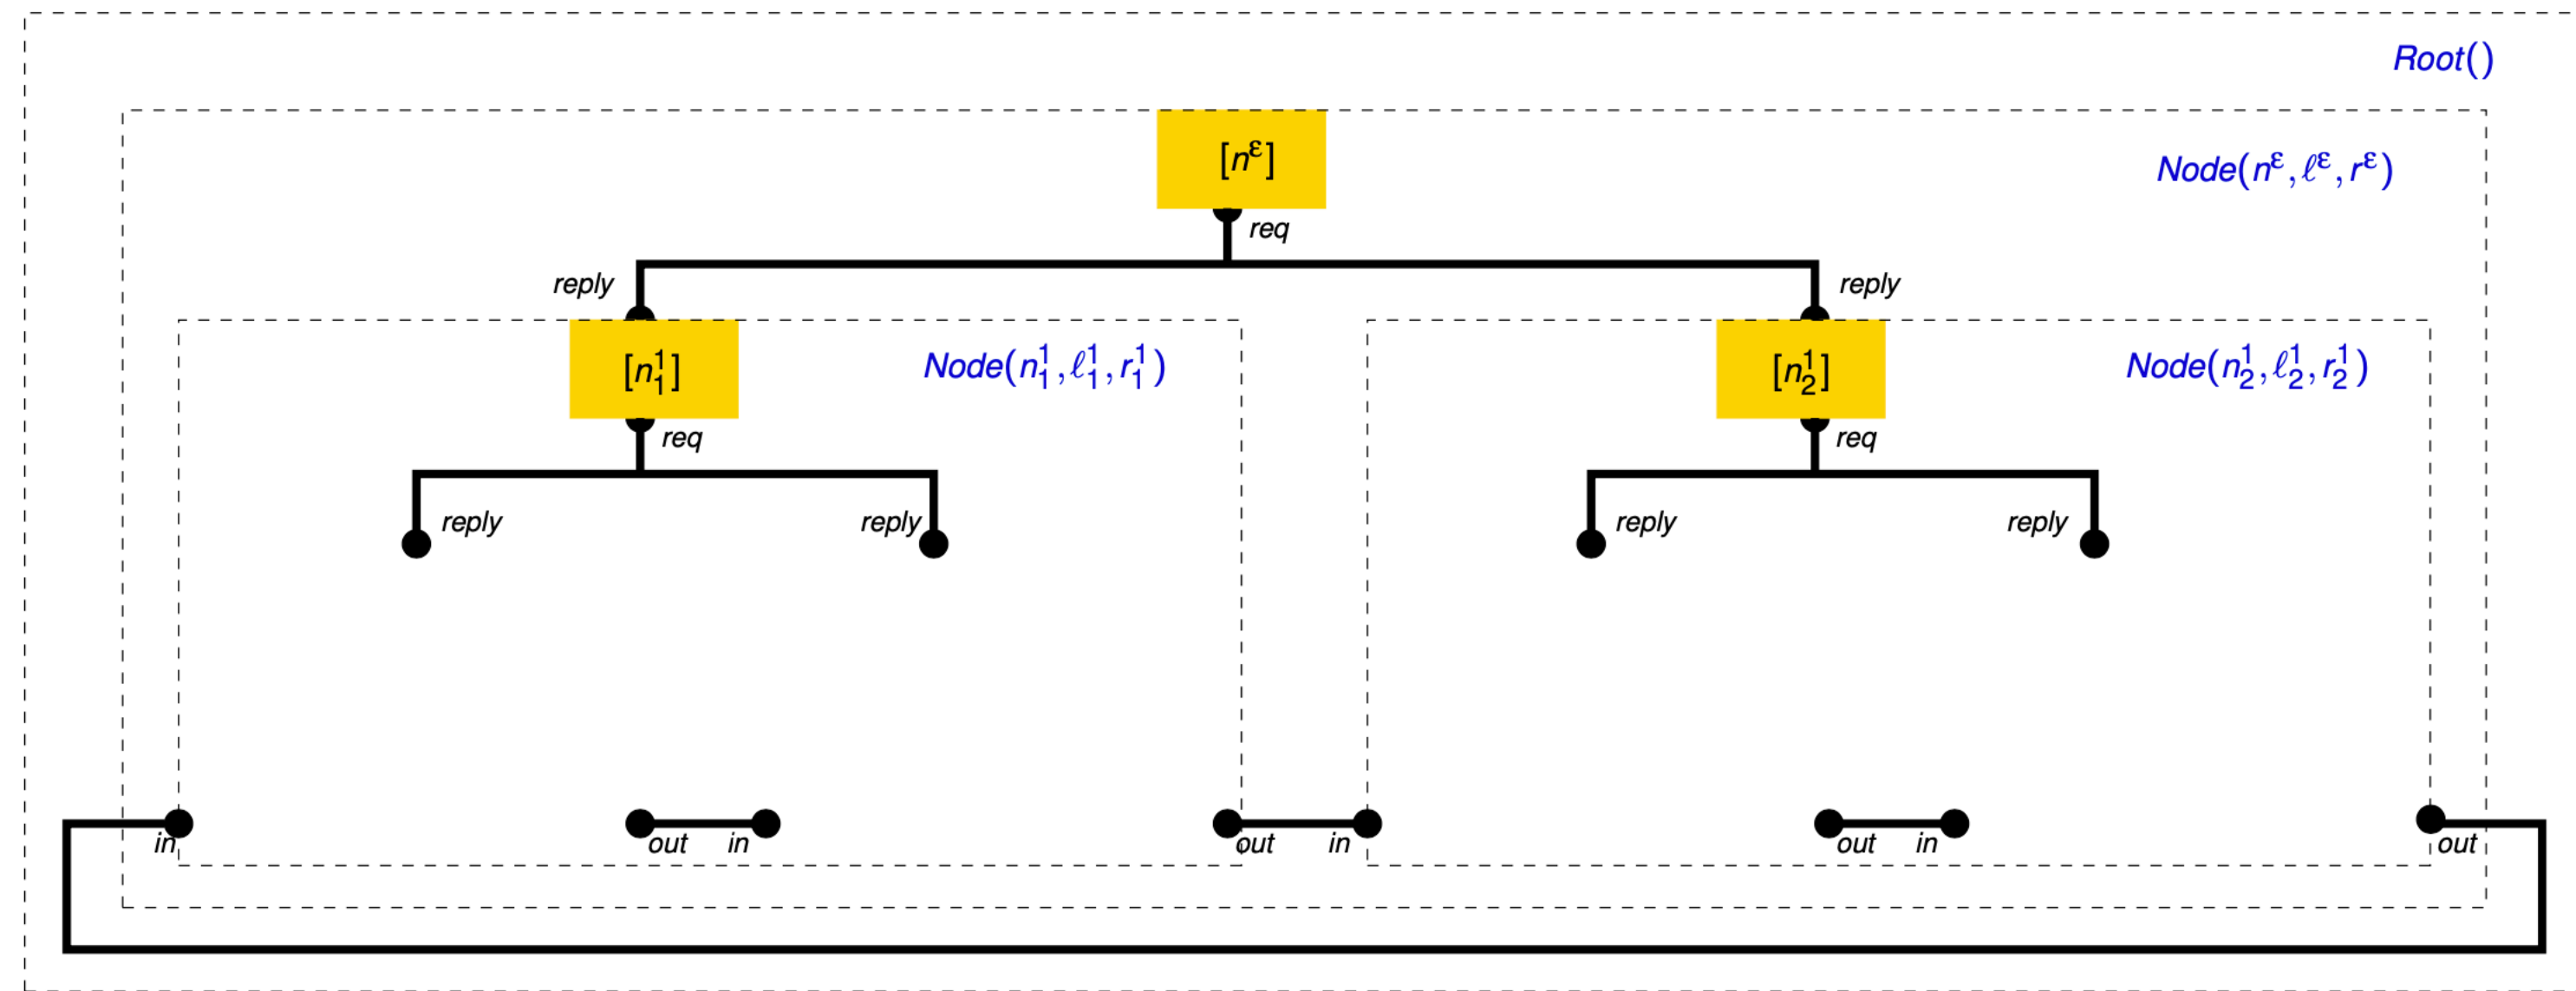 Root()
[n^ε]
Node(n^ε, ℓ^ε, r^ε)
req
reply
reply
[n^1_1]
Node(n^1_1, ℓ^1_1, r^1_1)
[n^1_2]
Node(n^1_2, ℓ^1_2, r^1_2)
req
req
reply
reply
reply
reply
in
out
in
out
in
out
in
out